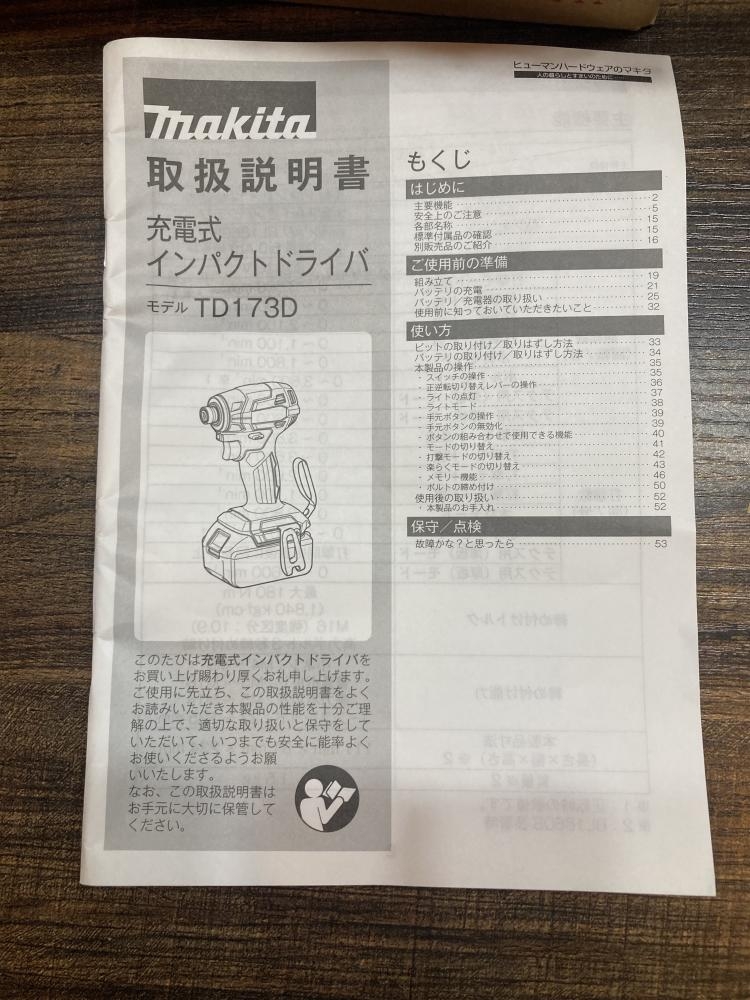 ヒューマンハードウェアのマキタ
人の暮らしとすまいのために
Makita
取扱説明書
充電式
インパクトドライバ
モデル TD173D
このたびは充電式インパクトドライバを
お買い上げ賜わり厚くお礼申し上げます。
ご使用に先立ち、この取扱説明書をよく
お読みいただき本製品の性能を十分ご理
解の上で、適切な取り扱いと保守をして
いただいて、いつまでも安全に能率よく
お使いくださるようお願
いいたします。
なお、この取扱説明書は
お手元に大切に保管して
ください。
もくじ
はじめに
主要機能 2
安全上のご注意 5
各部名称 15
標準付属品の確認 15
別販売品のご紹介 16
ご使用前の準備
組み立て 19
バッテリの充電 21
バッテリ／充電器の取り扱い 25
使用前に知っておいていただきたいこと 32
使い方
ビットの取り付け／取りはずし方法 33
バッテリの取り付け／取りはずし方法 34
本製品の操作 35
・ スイッチの操作 35
・ 正逆転切り替えレバーの操作 36
・ ライトの点灯 37
・ ライトモード 38
・ 手元ボタンの操作 39
・ 手元ボタンの無効化 39
・ ボタンの組み合わせで使用できる機能 40
・ モードの切り替え 41
・ 打撃モードの切り替え 42
・ 楽らくモードの切り替え 43
・ メモリー機能 46
・ ボルトの締め付け 50
使用後の取り扱い 52
・ 本製品のお手入れ 52
保守／点検
故障かな？と思ったら 53